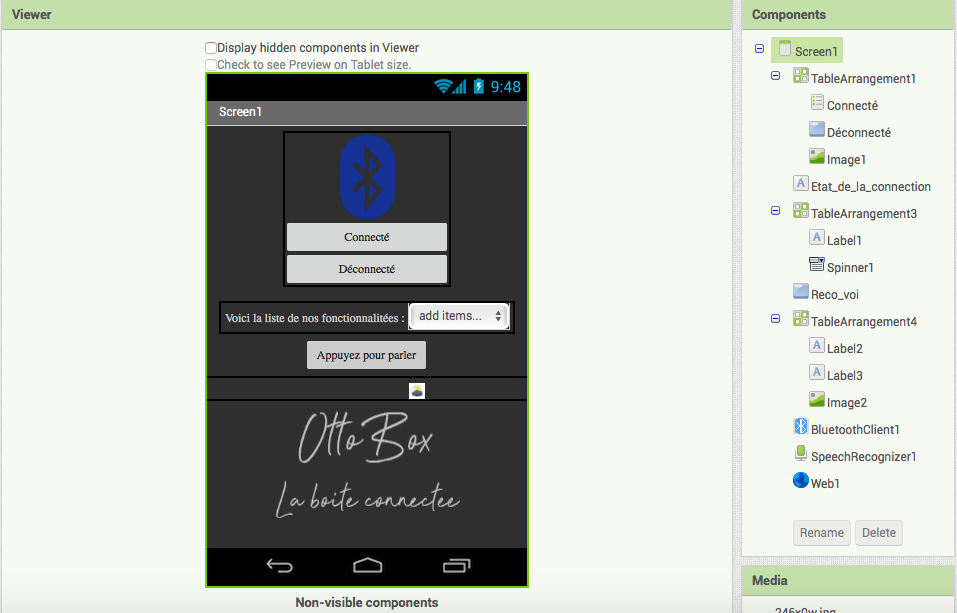 Viewer
Display hidden components in Viewer
Check to see Preview on Tablet size.
9:48
Screen1
Connecté
Déconnecté
Voici la liste de nos fonctionnalitées :
add items...
Appuyez pour parler
Otto Box
La boite connectee
Non-visible components
Components
Screen1
TableArrangement1
Connecté
Déconnecté
Image1
Etat_de_la_connection
TableArrangement3
Label1
Spinner1
Reco_voi
TableArrangement4
Label2
Label3
Image2
BluetoothClient1
SpeechRecognizer1
Web1
Rename
Delete
Media